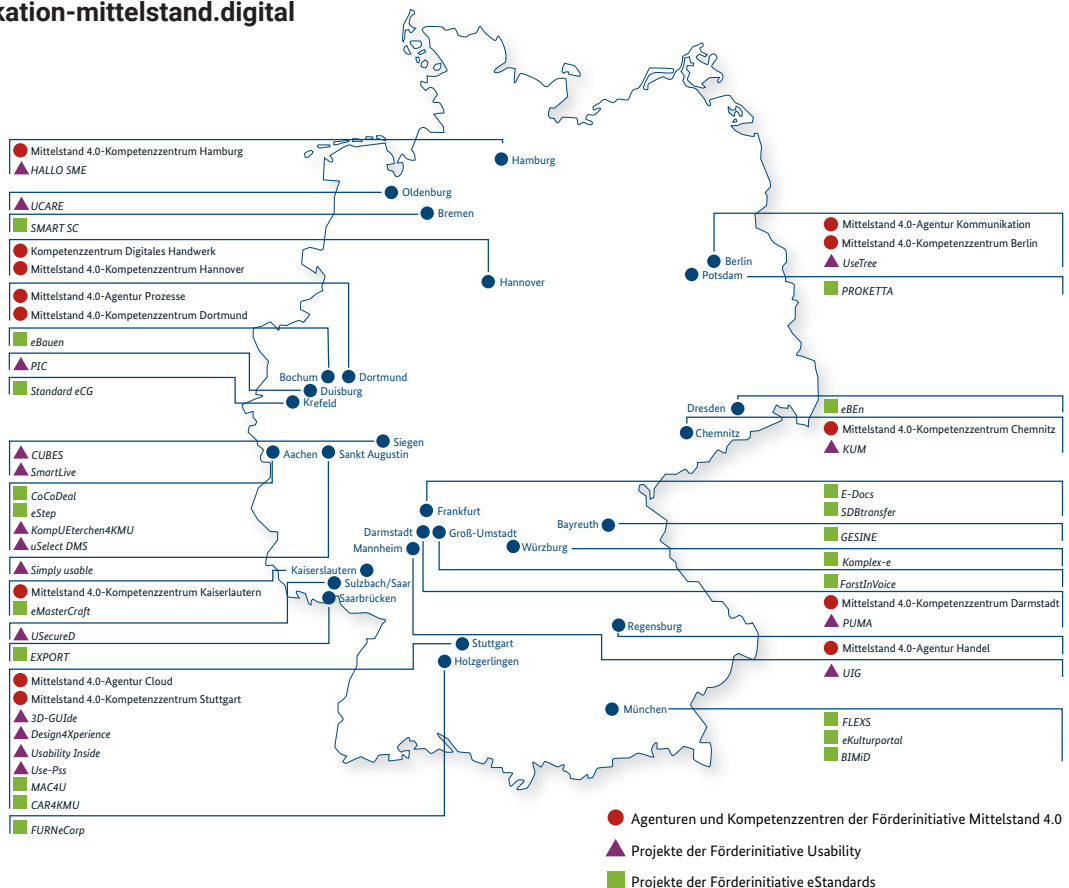 kation-mittelstand.digital
Mittelstand 4.0-Kompetenzzentrum Hamburg
HALLO SME
UCARE
SMART SC
Kompetenzzentrum Digitales Handwerk
Mittelstand 4.0-Kompetenzzentrum Hannover
Mittelstand 4.0-Agentur Prozesse
Mittelstand 4.0-Kompetenzzentrum Dortmund
eBauen
PIC
Standard eCG
CUBES
SmartLive
CoCoDeal
eStep
KompUEterchen4KMU
uSelect DMS
Simply usable
Mittelstand 4.0-Kompetenzzentrum Kaiserlautern
eMasterCraft
USecureD
EXPORT
Mittelstand 4.0-Agentur Cloud
Mittelstand 4.0-Kompetenzzentrum Stuttgart
3D-GUIde
Design4Xperience
Usability Inside
Use-Pss
MAC4U
CAR4KMU
FURNeCorp
Hamburg
Oldenburg
Bremen
Hannover
Berlin
Potsdam
Bochum
Dortmund
Duisburg
Krefeld
Dresden
Chemnitz
Siegen
Aachen
Sankt Augustin
Frankfurt
Darmstadt
Groß-Umstadt
Bayreuth
Mannheim
Würzburg
Kaiserslautern
Sulzbach/Saar
Saarbrücken
Regensburg
Stuttgart
Holzgerlingen
München
Mittelstand 4.0-Agentur Kommunikation
Mittelstand 4.0-Kompetenzzentrum Berlin
UseTree
PROKETTA
eBEn
Mittelstand 4.0-Kompetenzzentrum Chemnitz
KUM
E-Docs
SDBtransfer
GESINE
Komplex-e
ForstInVoice
Mittelstand 4.0-Kompetenzzentrum Darmstadt
PUMA
Mittelstand 4.0-Agentur Handel
UIG
FLEXS
eKulturportal
BIMiD
Agenturen und Kompetenzzentren der Förderinitiative Mittelstand 4.0
Projekte der Förderinitiative Usability
Projekte der Förderinitiative eStandards